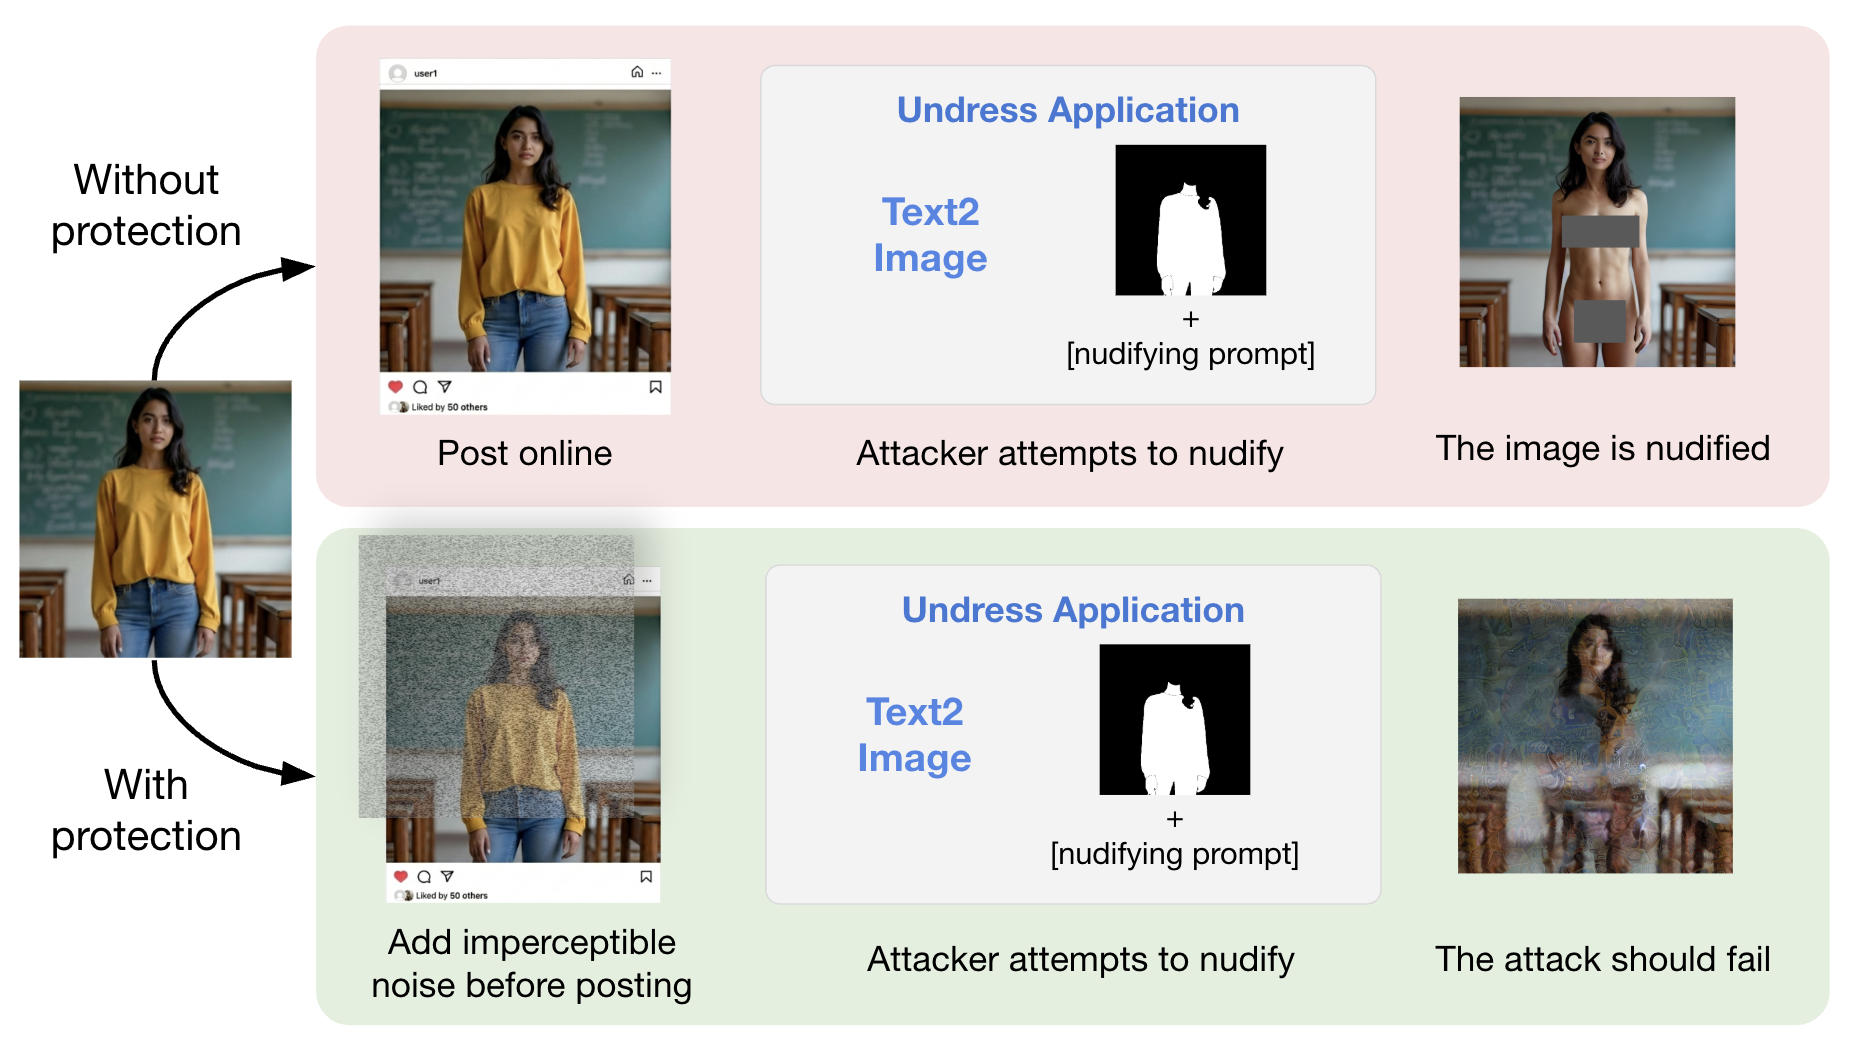 Without
protection
user1
Undress Application
Text2
Image
+
[nudifying prompt]
Liked by 50 others
Post online
Attacker attempts to nudify
The image is nudified
With
protection
user1
Undress Application
Text2
Image
+
[nudifying prompt]
Liked by 50 others
Add imperceptible
noise before posting
Attacker attempts to nudify
The attack should fail